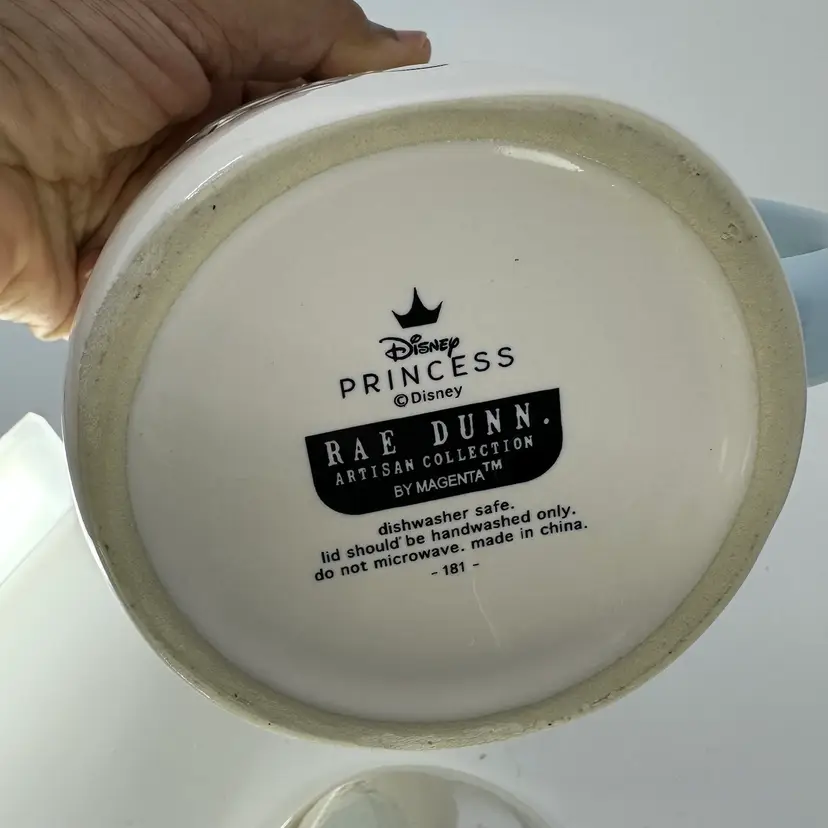 Disney
PRINCESS
©Disney
RAE DUNN.
ARTISAN COLLECTION
BY MAGENTA™
dishwasher safe.
lid should be handwashed only.
do not microwave. made in china.
- 181 -